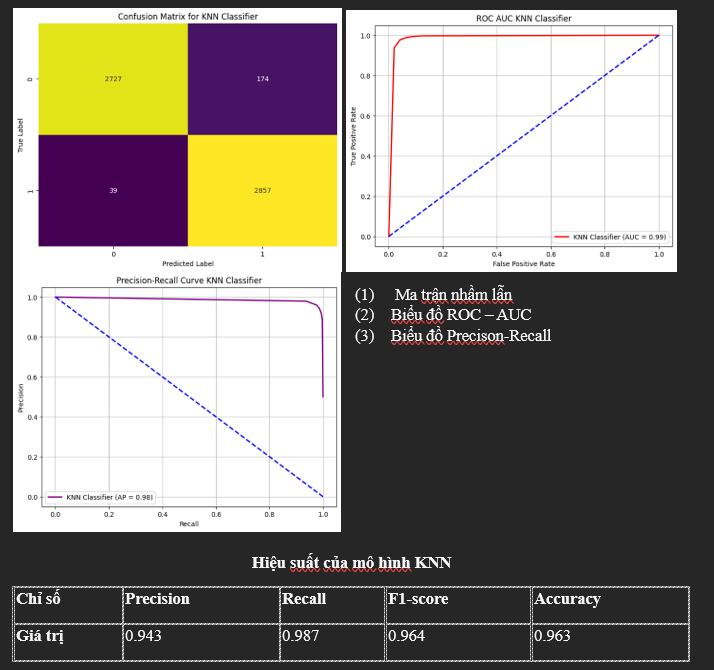 Confusion Matrix for KNN Classifier
0
2727
174
True Label
1
39
2857
0
1
Predicted Label
ROC AUC KNN Classifier
1.0
0.8
0.6
0.4
0.2
0.0
True Positive Rate
KNN Classifier (AUC = 0.99)
0.0 0.2 0.4 0.6 0.8 1.0
False Positive Rate
Precision-Recall Curve KNN Classifier
1.0
0.8
0.6
0.4
0.2
0.0
Precision
KNN Classifier (AP = 0.98)
0.0 0.2 0.4 0.6 0.8 1.0
Recall
(1) Ma trận nhầm lẫn
(2) Biểu đồ ROC – AUC
(3) Biểu đồ Precison-Recall
Hiệu suất của mô hình KNN
Chỉ số Precision Recall F1-score Accuracy
Giá trị 0.943 0.987 0.964 0.963